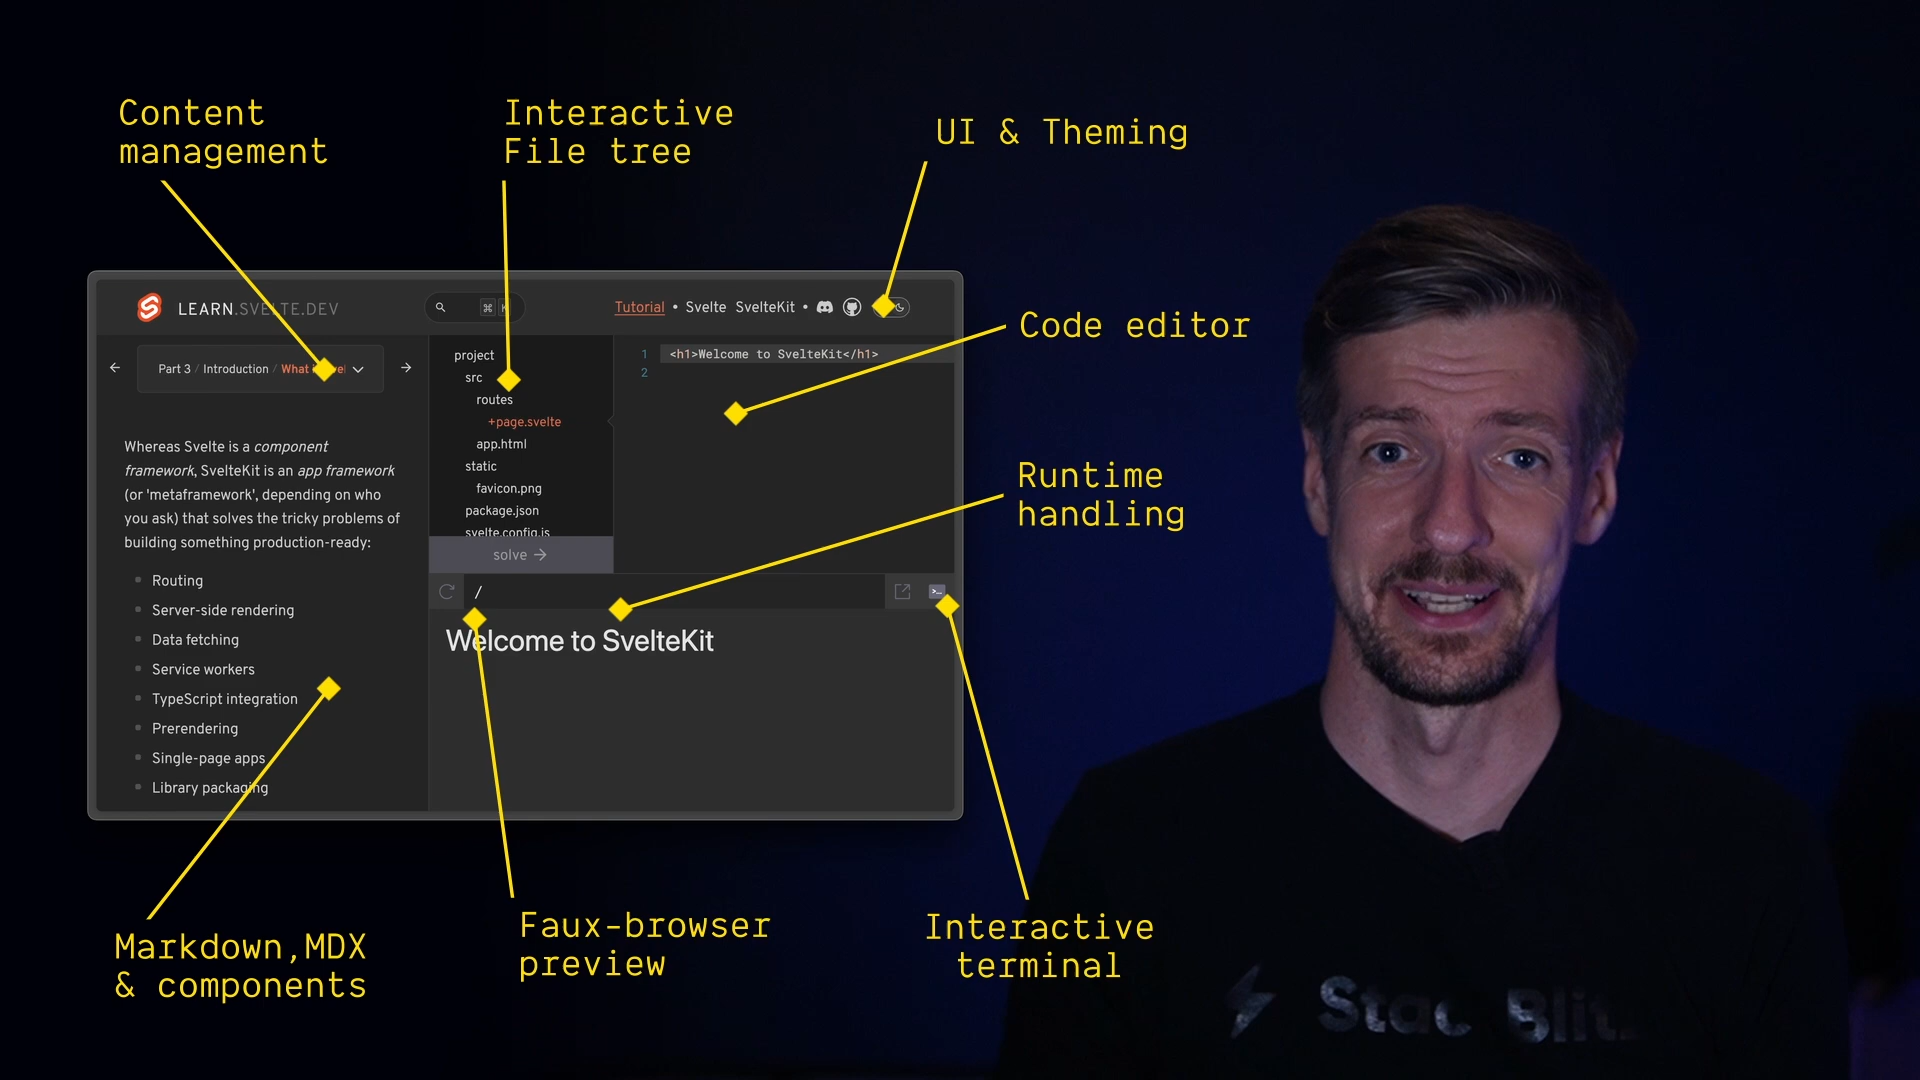 Content
management
Interactive
File tree
UI & Theming
Code editor
Runtime
handling
LEARN.SVELTE.DEV
⌘ K
Tutorial • Svelte SvelteKit •
← Part 3 / Introduction / What →
Whereas Svelte is a component
framework, SvelteKit is an app framework
(or 'metaframework', depending on who
you ask) that solves the tricky problems of
building something production-ready:
Routing
Server-side rendering
Data fetching
Service workers
TypeScript integration
Prerendering
Single-page apps
Library packaging
project
src
routes
+page.svelte
app.html
static
favicon.png
package.json
svelte.config.js
solve →
1 <h1>Welcome to SvelteKit</h1>
2
/
Welcome to SvelteKit
Markdown,MDX
& components
Faux-browser
preview
Interactive
terminal